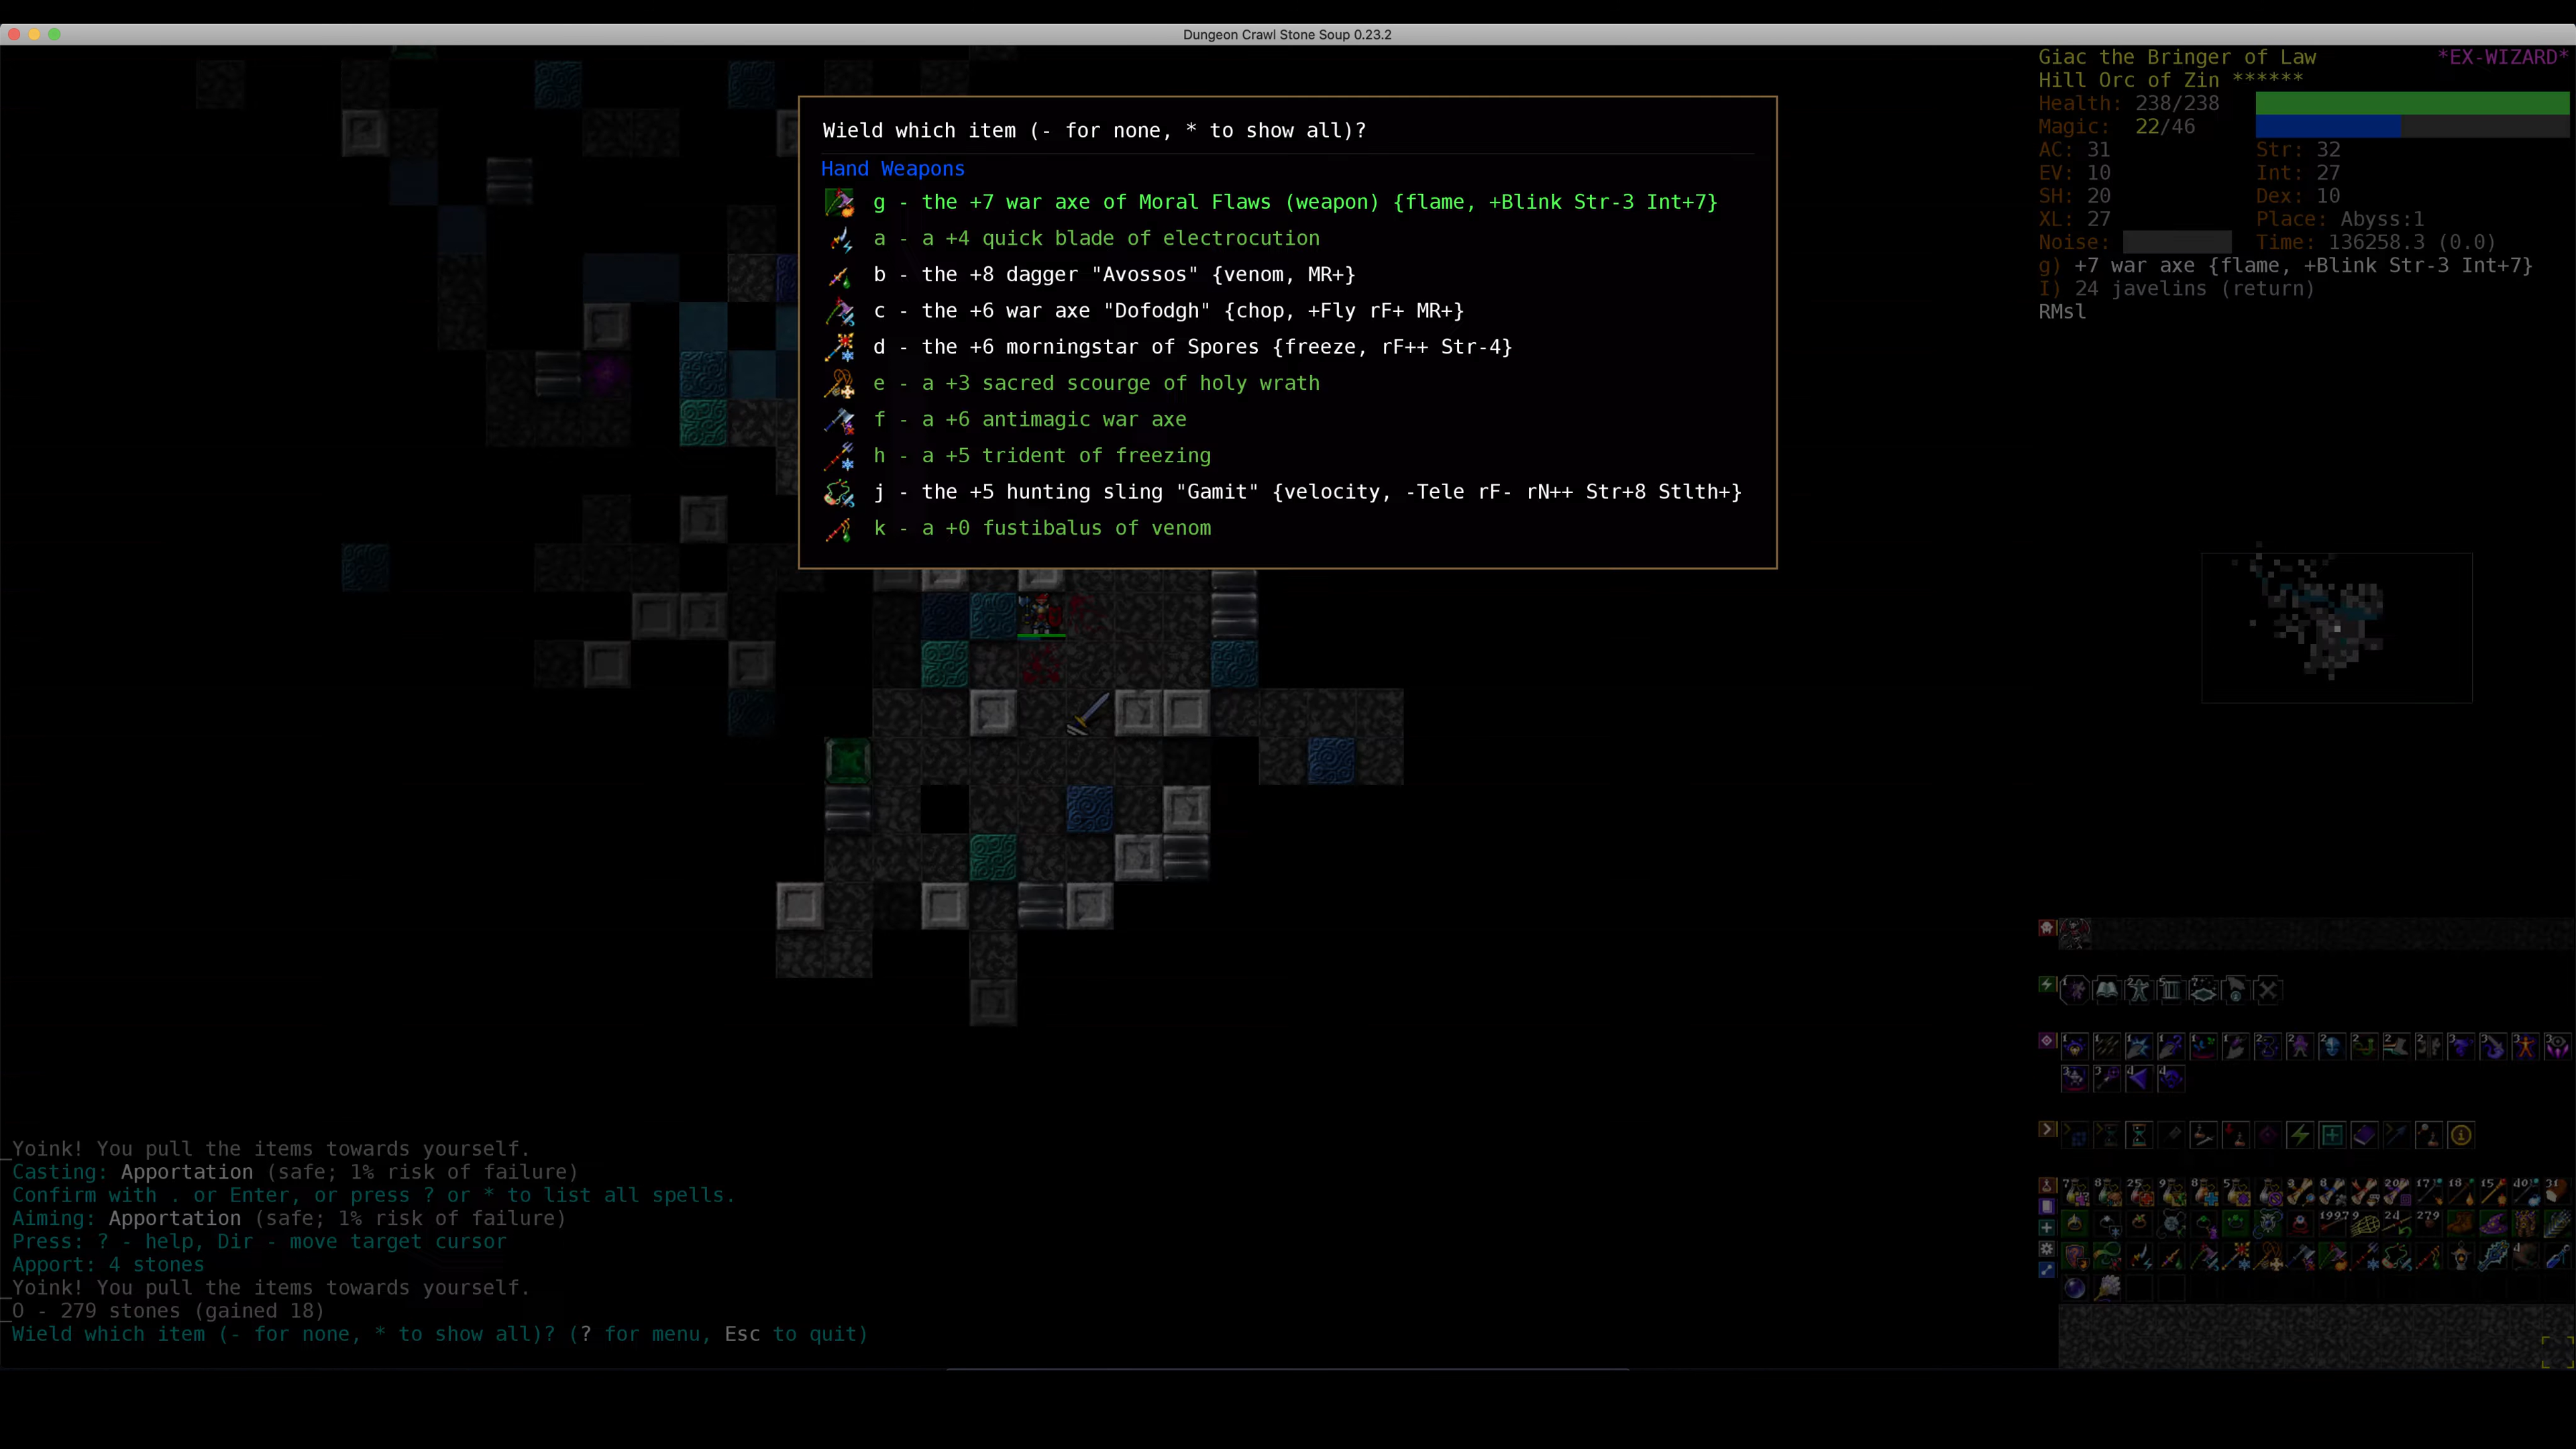 Dungeon Crawl Stone Soup 0.23.2
Giac the Bringer of Law *EX-WIZARD*
Hill Orc of Zin ******
Health: 238/238
Magic: 22/46
AC: 31 Str: 32
EV: 10 Int: 27
SH: 20 Dex: 10
XL: 27 Place: Abyss:1
Noise: Time: 136258.3 (0.0)
g) +7 war axe {flame, +Blink Str-3 Int+7}
I) 24 javelins (return)
RMsl
Wield which item (- for none, * to show all)?
Hand Weapons
g - the +7 war axe of Moral Flaws (weapon) {flame, +Blink Str-3 Int+7}
a - a +4 quick blade of electrocution
b - the +8 dagger "Avossos" {venom, MR+}
c - the +6 war axe "Dofodgh" {chop, +Fly rF+ MR+}
d - the +6 morningstar of Spores {freeze, rF++ Str-4}
e - a +3 sacred scourge of holy wrath
f - a +6 antimagic war axe
h - a +5 trident of freezing
j - the +5 hunting sling "Gamit" {velocity, -Tele rF- rN++ Str+8 Stlth+}
k - a +0 fustibalus of venom
Yoink! You pull the items towards yourself.
_Casting: Apportation (safe; 1% risk of failure)
Confirm with . or Enter, or press ? or * to list all spells.
Aiming: Apportation (safe; 1% risk of failure)
Press: ? - help, Dir - move target cursor
Apport: 4 stones
Yoink! You pull the items towards yourself.
_O - 279 stones (gained 18)
_Wield which item (- for none, * to show all)? (? for menu, Esc to quit)